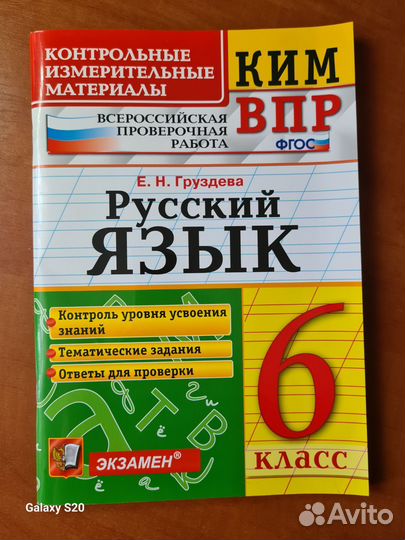 КОНТРОЛЬНЫЕ
ИЗМЕРИТЕЛЬНЫЕ
МАТЕРИАЛЫ
КИМ
ВСЕРОССИЙСКАЯ
ПРОВЕРОЧНАЯ
РАБОТА
ВПР
ФГОС
Е. Н. Груздева
Русский
ЯЗЫК
Контроль уровня усвоения
знаний
Тематические задания
Ответы для проверки
6
класс
ЭКЗАМЕН®
Galaxy S20
Avito